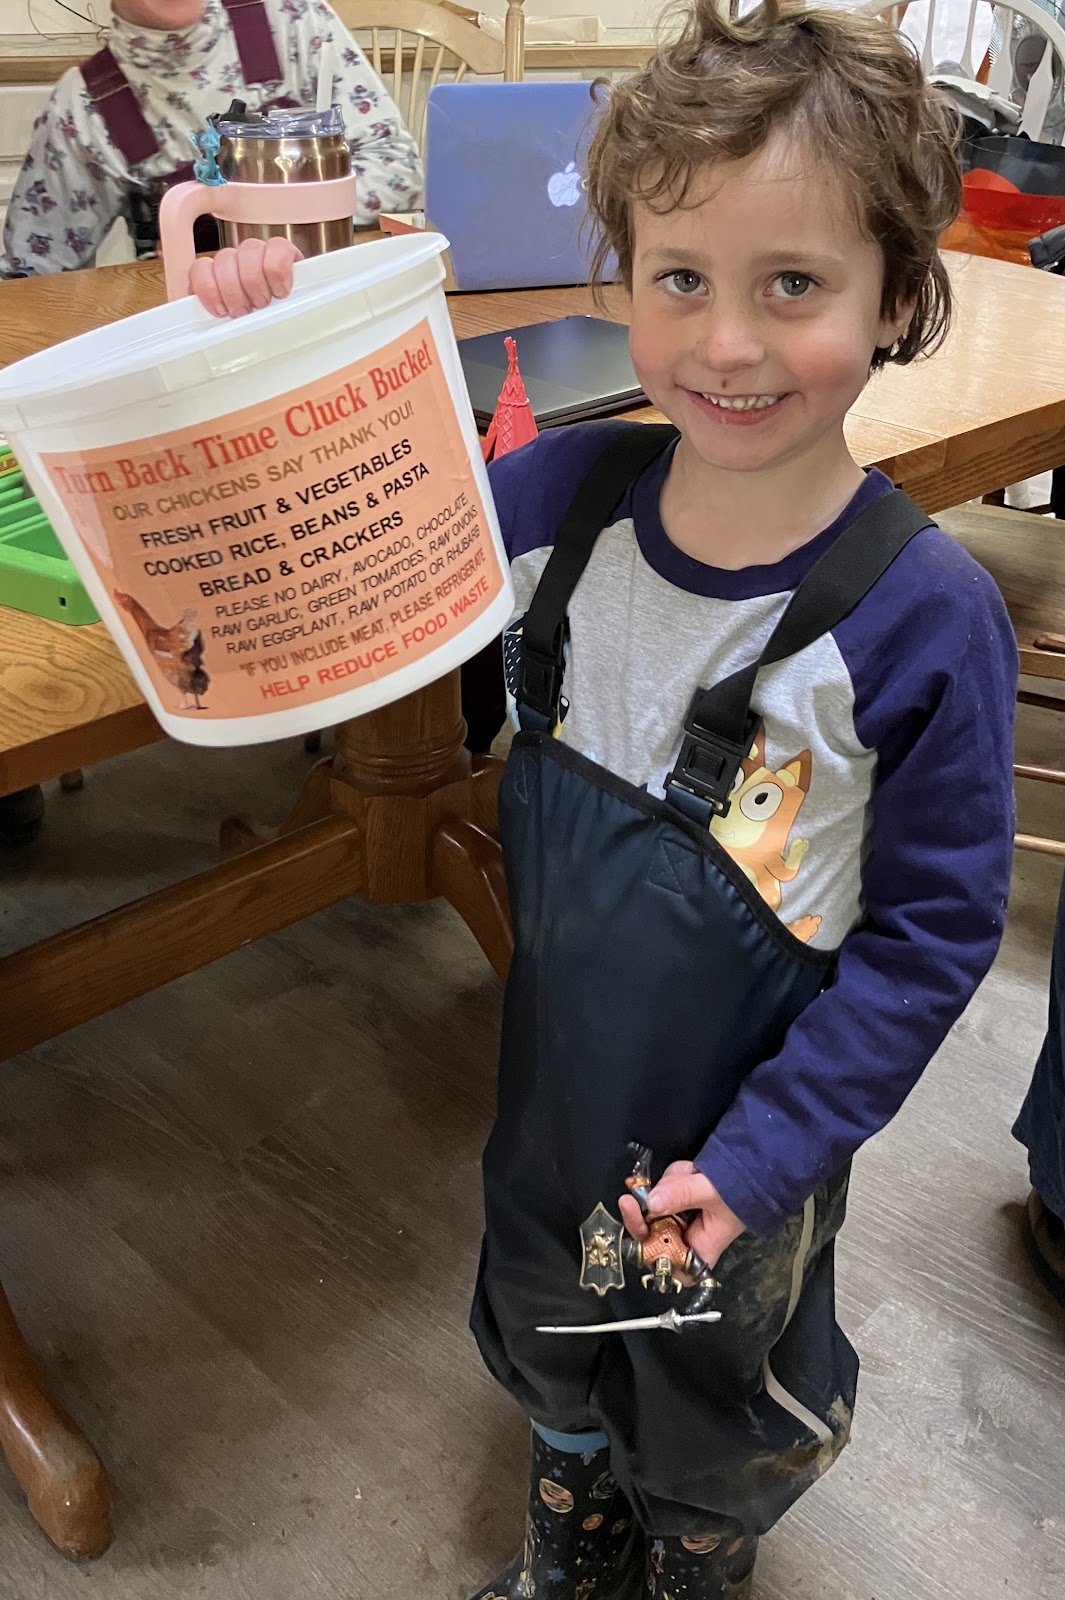 Turn Back Time Cluck Bucket
OUR CHICKENS SAY THANK YOU!
FRESH FRUIT & VEGETABLES
COOKED RICE, BEANS & PASTA
BREAD & CRACKERS
PLEASE NO DAIRY, AVOCADO, CHOCOLATE,
RAW GARLIC, GREEN TOMATOES, RAW ONIONS,
RAW EGGPLANT, RAW POTATO OR RHUBARB
*IF YOU INCLUDE MEAT, PLEASE REFRIGERATE
HELP REDUCE FOOD WASTE